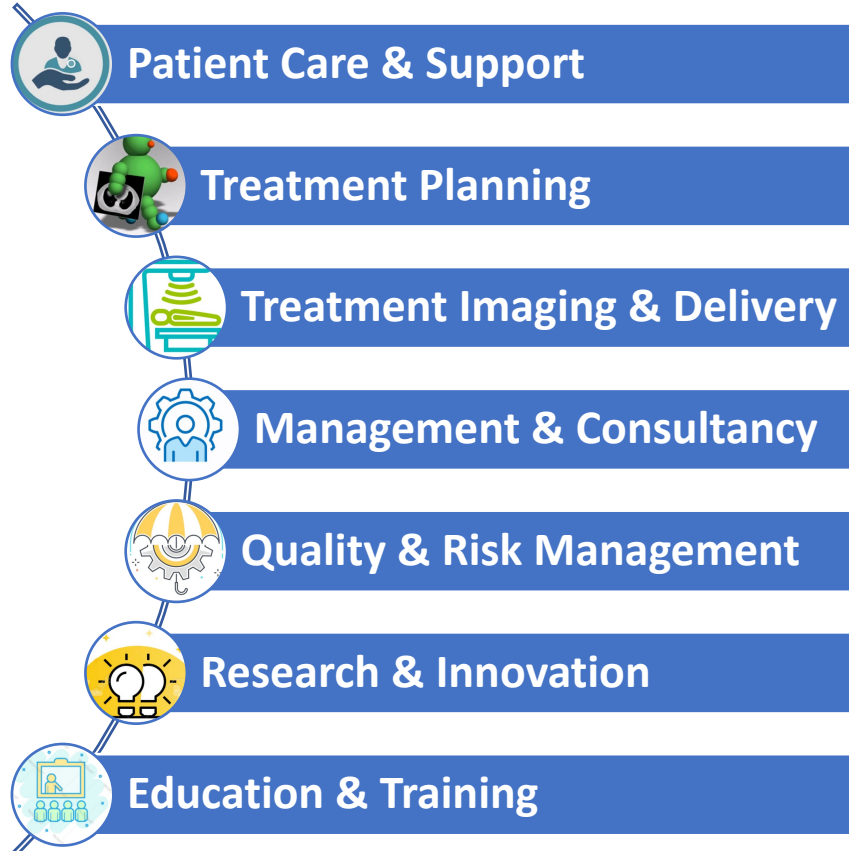 Patient Care & Support
Treatment Planning
Treatment Imaging & Delivery
Management & Consultancy
Quality & Risk Management
Research & Innovation
Education & Training